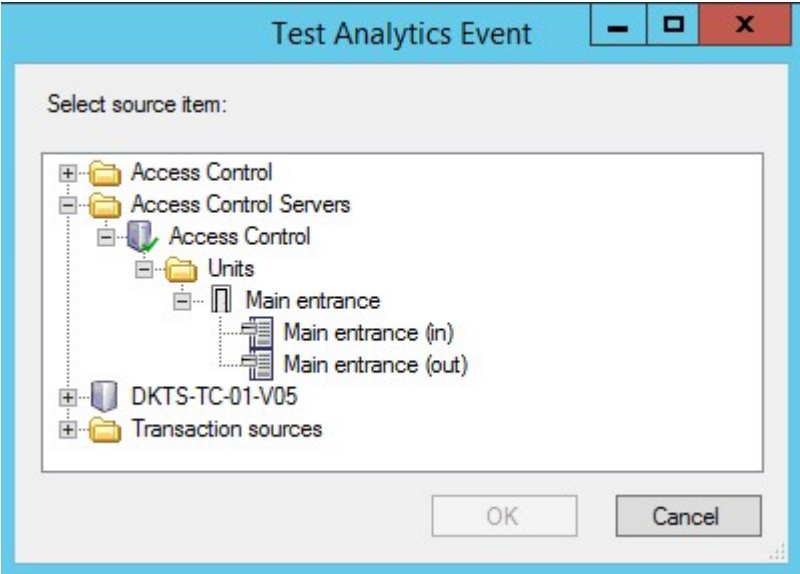 Test Analytics Event
Select source item:
Access Control
Access Control Servers
Access Control
Units
Main entrance
Main entrance (in)
Main entrance (out)
DKTS-TC-01-V05
Transaction sources
OK
Cancel